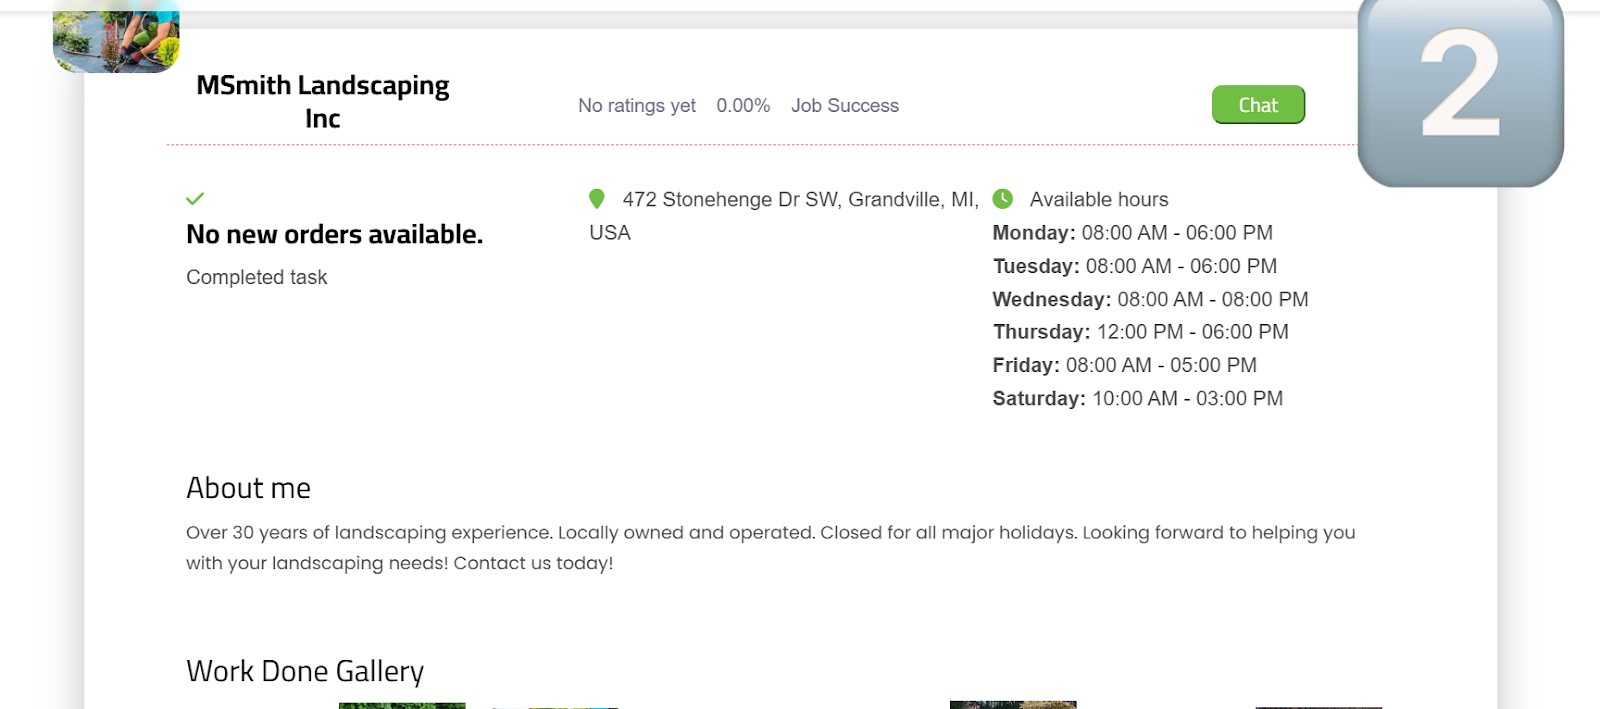 MSmith Landscaping
Inc
No ratings yet 0.00% Job Success
Chat
2
No new orders available.
Completed task
472 Stonehenge Dr SW, Grandville, MI,
USA
Available hours
Monday: 08:00 AM - 06:00 PM
Tuesday: 08:00 AM - 06:00 PM
Wednesday: 08:00 AM - 08:00 PM
Thursday: 12:00 PM - 06:00 PM
Friday: 08:00 AM - 05:00 PM
Saturday: 10:00 AM - 03:00 PM
About me
Over 30 years of landscaping experience. Locally owned and operated. Closed for all major holidays. Looking forward to helping you
with your landscaping needs! Contact us today!
Work Done Gallery